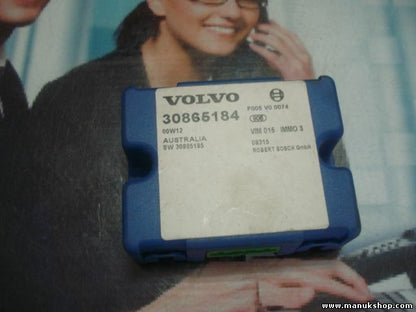 VOLVO
F005 V0 0074
30865184
00W12
VIM 015 IMMO 3
AUSTRALIA
08315
SW 30865185
ROBERT BOSCH GmbH
www.manukshop.com